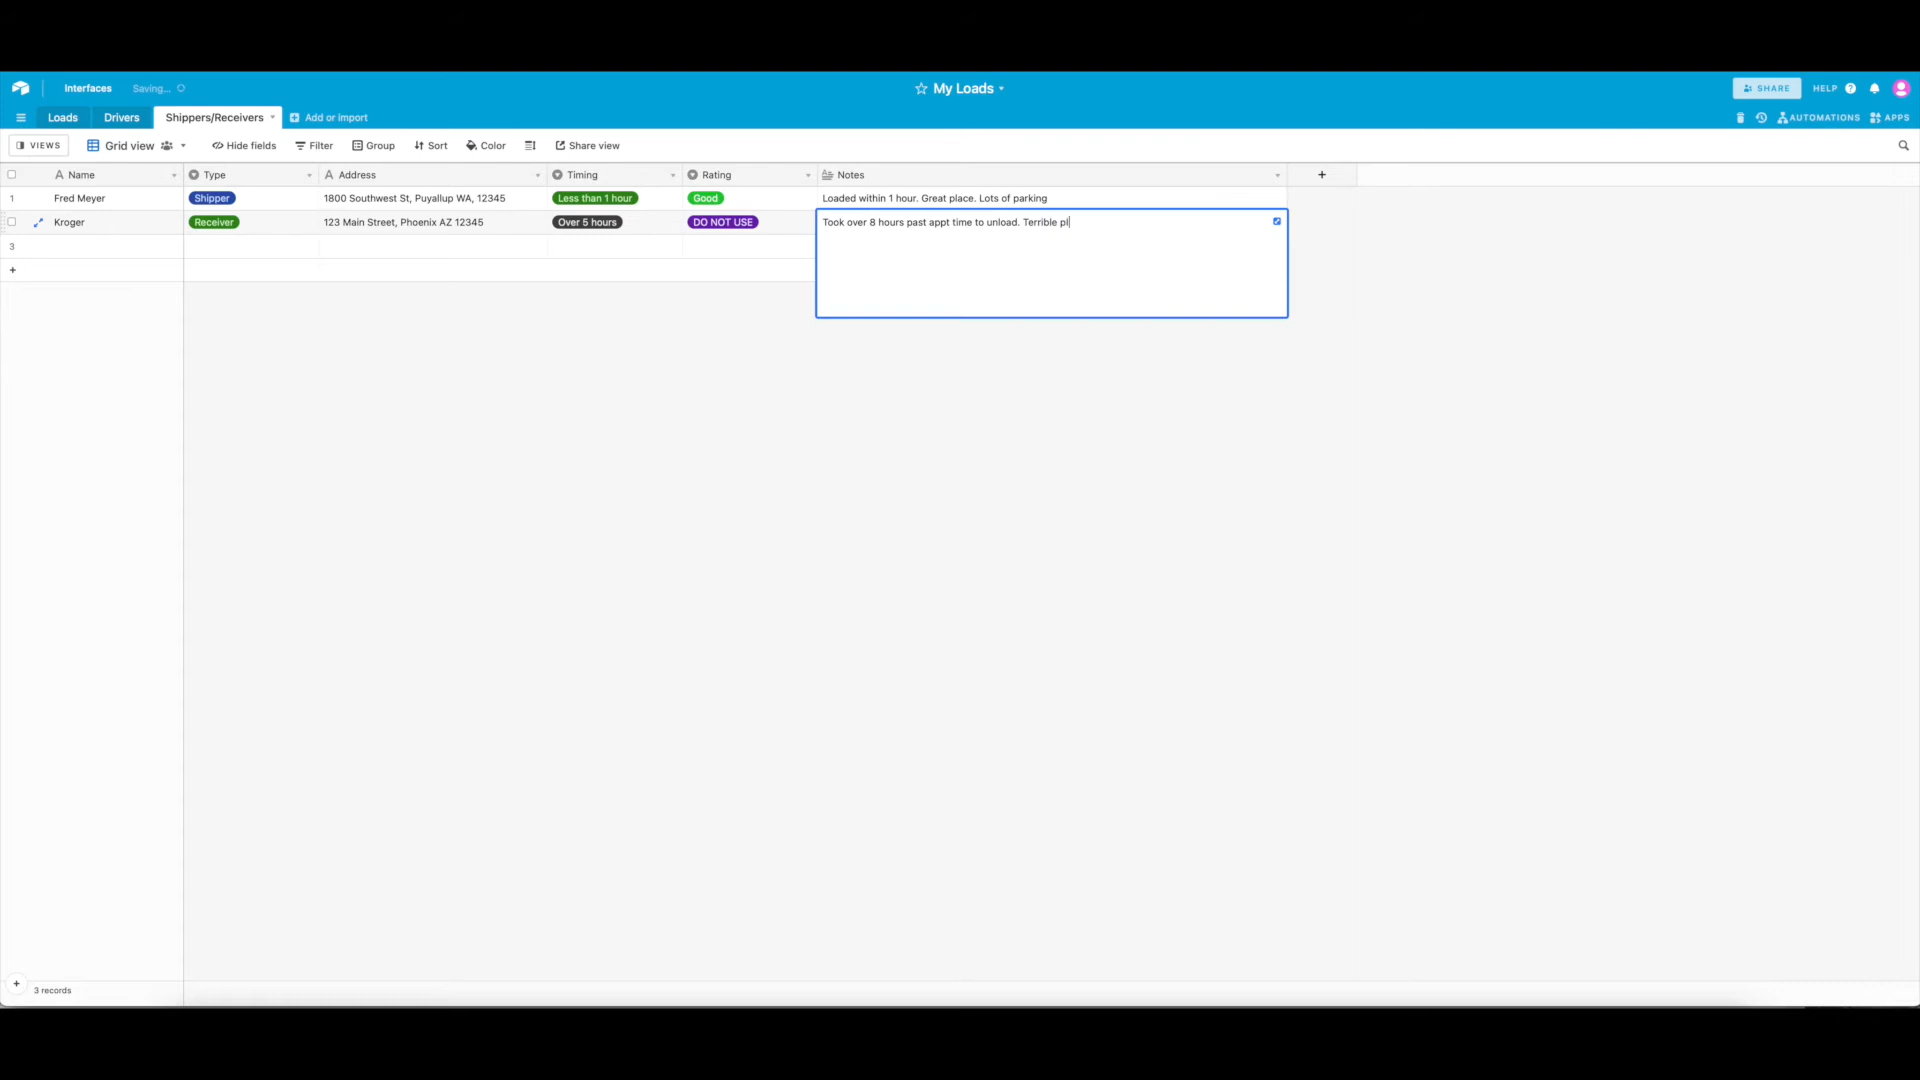 Interfaces
Saving...
My Loads
SHARE
HELP
Loads
Drivers
Shippers/Receivers
Add or import
AUTOMATIONS
APPS
VIEWS
Grid view
Hide fields
Filter
Group
Sort
Color
Share view
Name
Type
Address
Timing
Rating
Notes
1 Fred Meyer Shipper 1800 Southwest St, Puyallup WA, 12345 Less than 1 hour Good Loaded within 1 hour. Great place. Lots of parking
Kroger Receiver 123 Main Street, Phoenix AZ 12345 Over 5 hours DO NOT USE Took over 8 hours past appt time to unload. Terrible pl
3
3 records